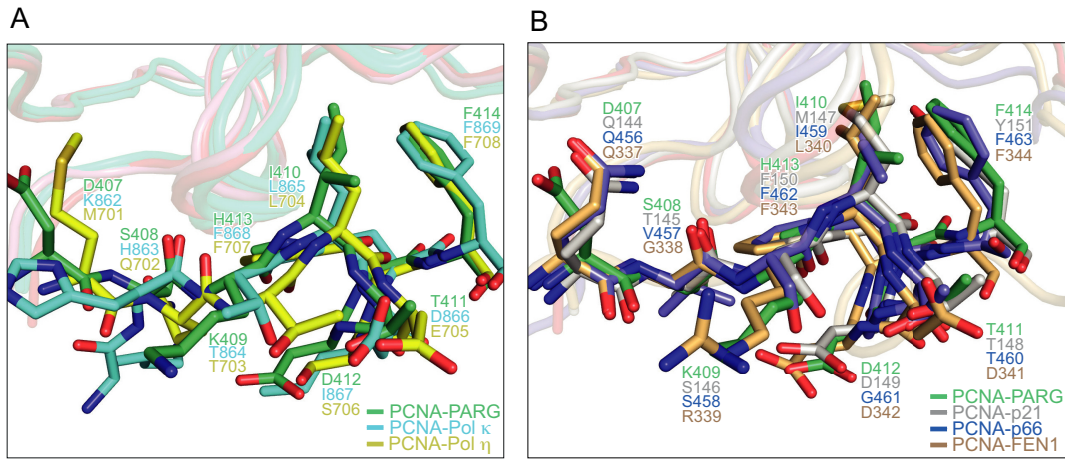 A
F414
F869
F708
D407
K862
M701
I410
L865
L704
S408
H863
Q702
H413
F868
F707
K409
T864
T703
T411
D866
E705
D412
I867
S706
PCNA-PARG
PCNA-Pol κ
PCNA-Pol η
B
D407
Q144
Q456
Q337
I410
M147
I459
L340
F414
Y151
F463
F344
H413
F150
F462
F343
S408
T145
V457
G338
K409
S146
S458
R339
D412
D149
G461
D342
T411
T148
T460
D341
PCNA-PARG
PCNA-p21
PCNA-p66
PCNA-FEN1